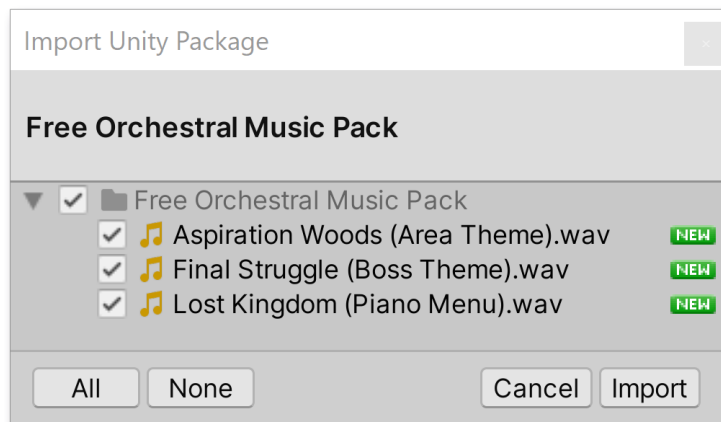 Import Unity Package
Free Orchestral Music Pack
Free Orchestral Music Pack
Aspiration Woods (Area Theme).wav NEW
Final Struggle (Boss Theme).wav NEW
Lost Kingdom (Piano Menu).wav NEW
All None Cancel Import